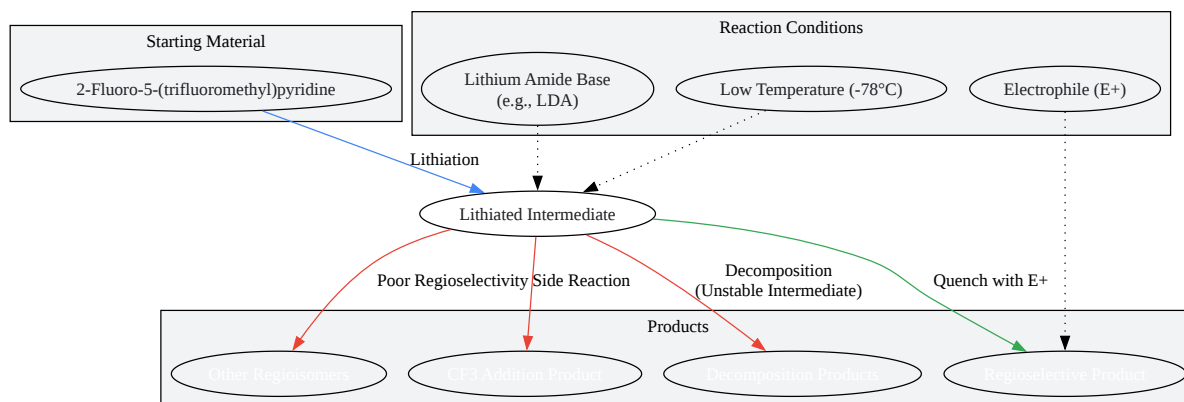 Starting Material
Reaction Conditions
2-Fluoro-5-(trifluoromethyl)pyridine
Lithium Amide Base
(e.g., LDA)
Low Temperature (-78°C)
Electrophile (E+)
Lithiation
Lithiated Intermediate
Poor Regioselectivity
Side Reaction
Decomposition
(Unstable Intermediate)
Quench with E+
Products
Other Regioisomers
CF3 Addition Product
Decomposition Products
Regioselective Product